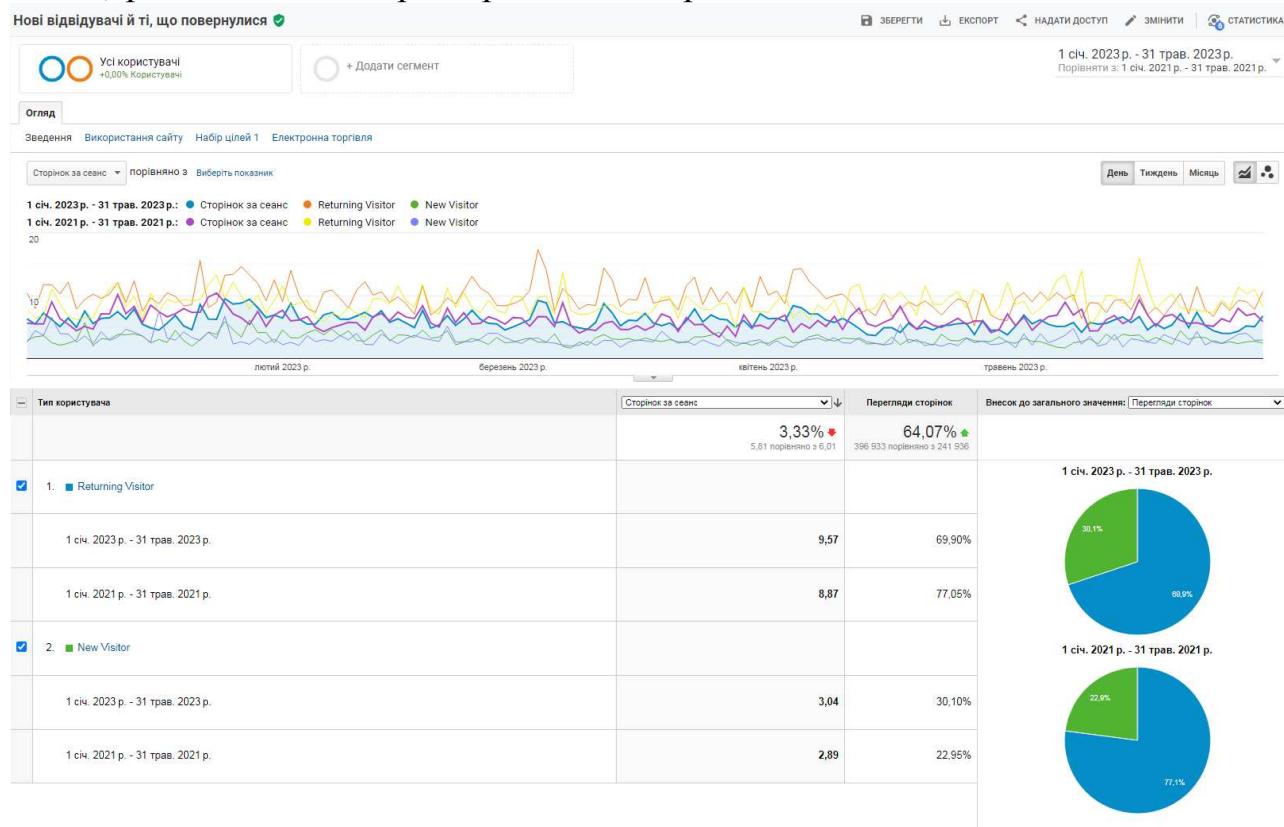 Нові відвідувачі й ті, що повернулися
ЗБЕРЕГТИ ЕКСПОРТ НАДАТИ ДОСТУП ЗМІНИТИ СТАТИСТИКА
Усі користувачі
+0,00% Користувачі
+ Додати сегмент
1 січ. 2023 р. - 31 трав. 2023 р.
Порівняти з: 1 січ. 2021 р. - 31 трав. 2021 р.
Огляд
Зведення Використання сайту Набір цілей 1 Електронна торгівля
Сторінок за сеанс порівняно з Виберіть показник
День Тиждень Місяць
1 січ. 2023 р. - 31 трав. 2023 р.: Сторінок за сеанс Returning Visitor New Visitor
1 січ. 2021 р. - 31 трав. 2021 р.: Сторінок за сеанс Returning Visitor New Visitor
20
10
лютий 2023 р. березень 2023 р. квітень 2023 р. травень 2023 р.
Тип користувача Сторінок за сеанс Перегляди сторінок Внесок до загального значення: Перегляди сторінок
3,33% 64,07%
5,81 порівняно з 6,01 396 933 порівняно з 241 936
1. Returning Visitor
1 січ. 2023 р. - 31 трав. 2023 р. 9,57 69,90%
1 січ. 2021 р. - 31 трав. 2021 р. 8,87 77,05%
2. New Visitor
1 січ. 2023 р. - 31 трав. 2023 р. 3,04 30,10%
1 січ. 2021 р. - 31 трав. 2021 р. 2,89 22,95%
1 січ. 2023 р. - 31 трав. 2023 р.
30,1%
69,9%
1 січ. 2021 р. - 31 трав. 2021 р.
22,9%
77,1%